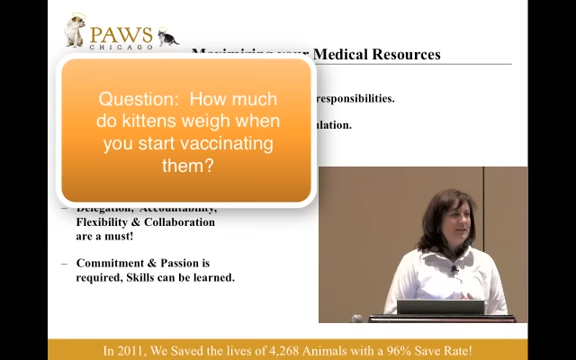 PAWS
CHICAGO
Maximizing your Medical Resources
responsibilities.
Question: How much
do kittens weigh when
you start vaccinating
them?
– Delegation, Accountability,
Flexibility & Collaboration
are a must!
– Commitment & Passion is
required, Skills can be learned.
In 2011, We Saved the lives of 4,268 Animals with a 96% Save Rate!